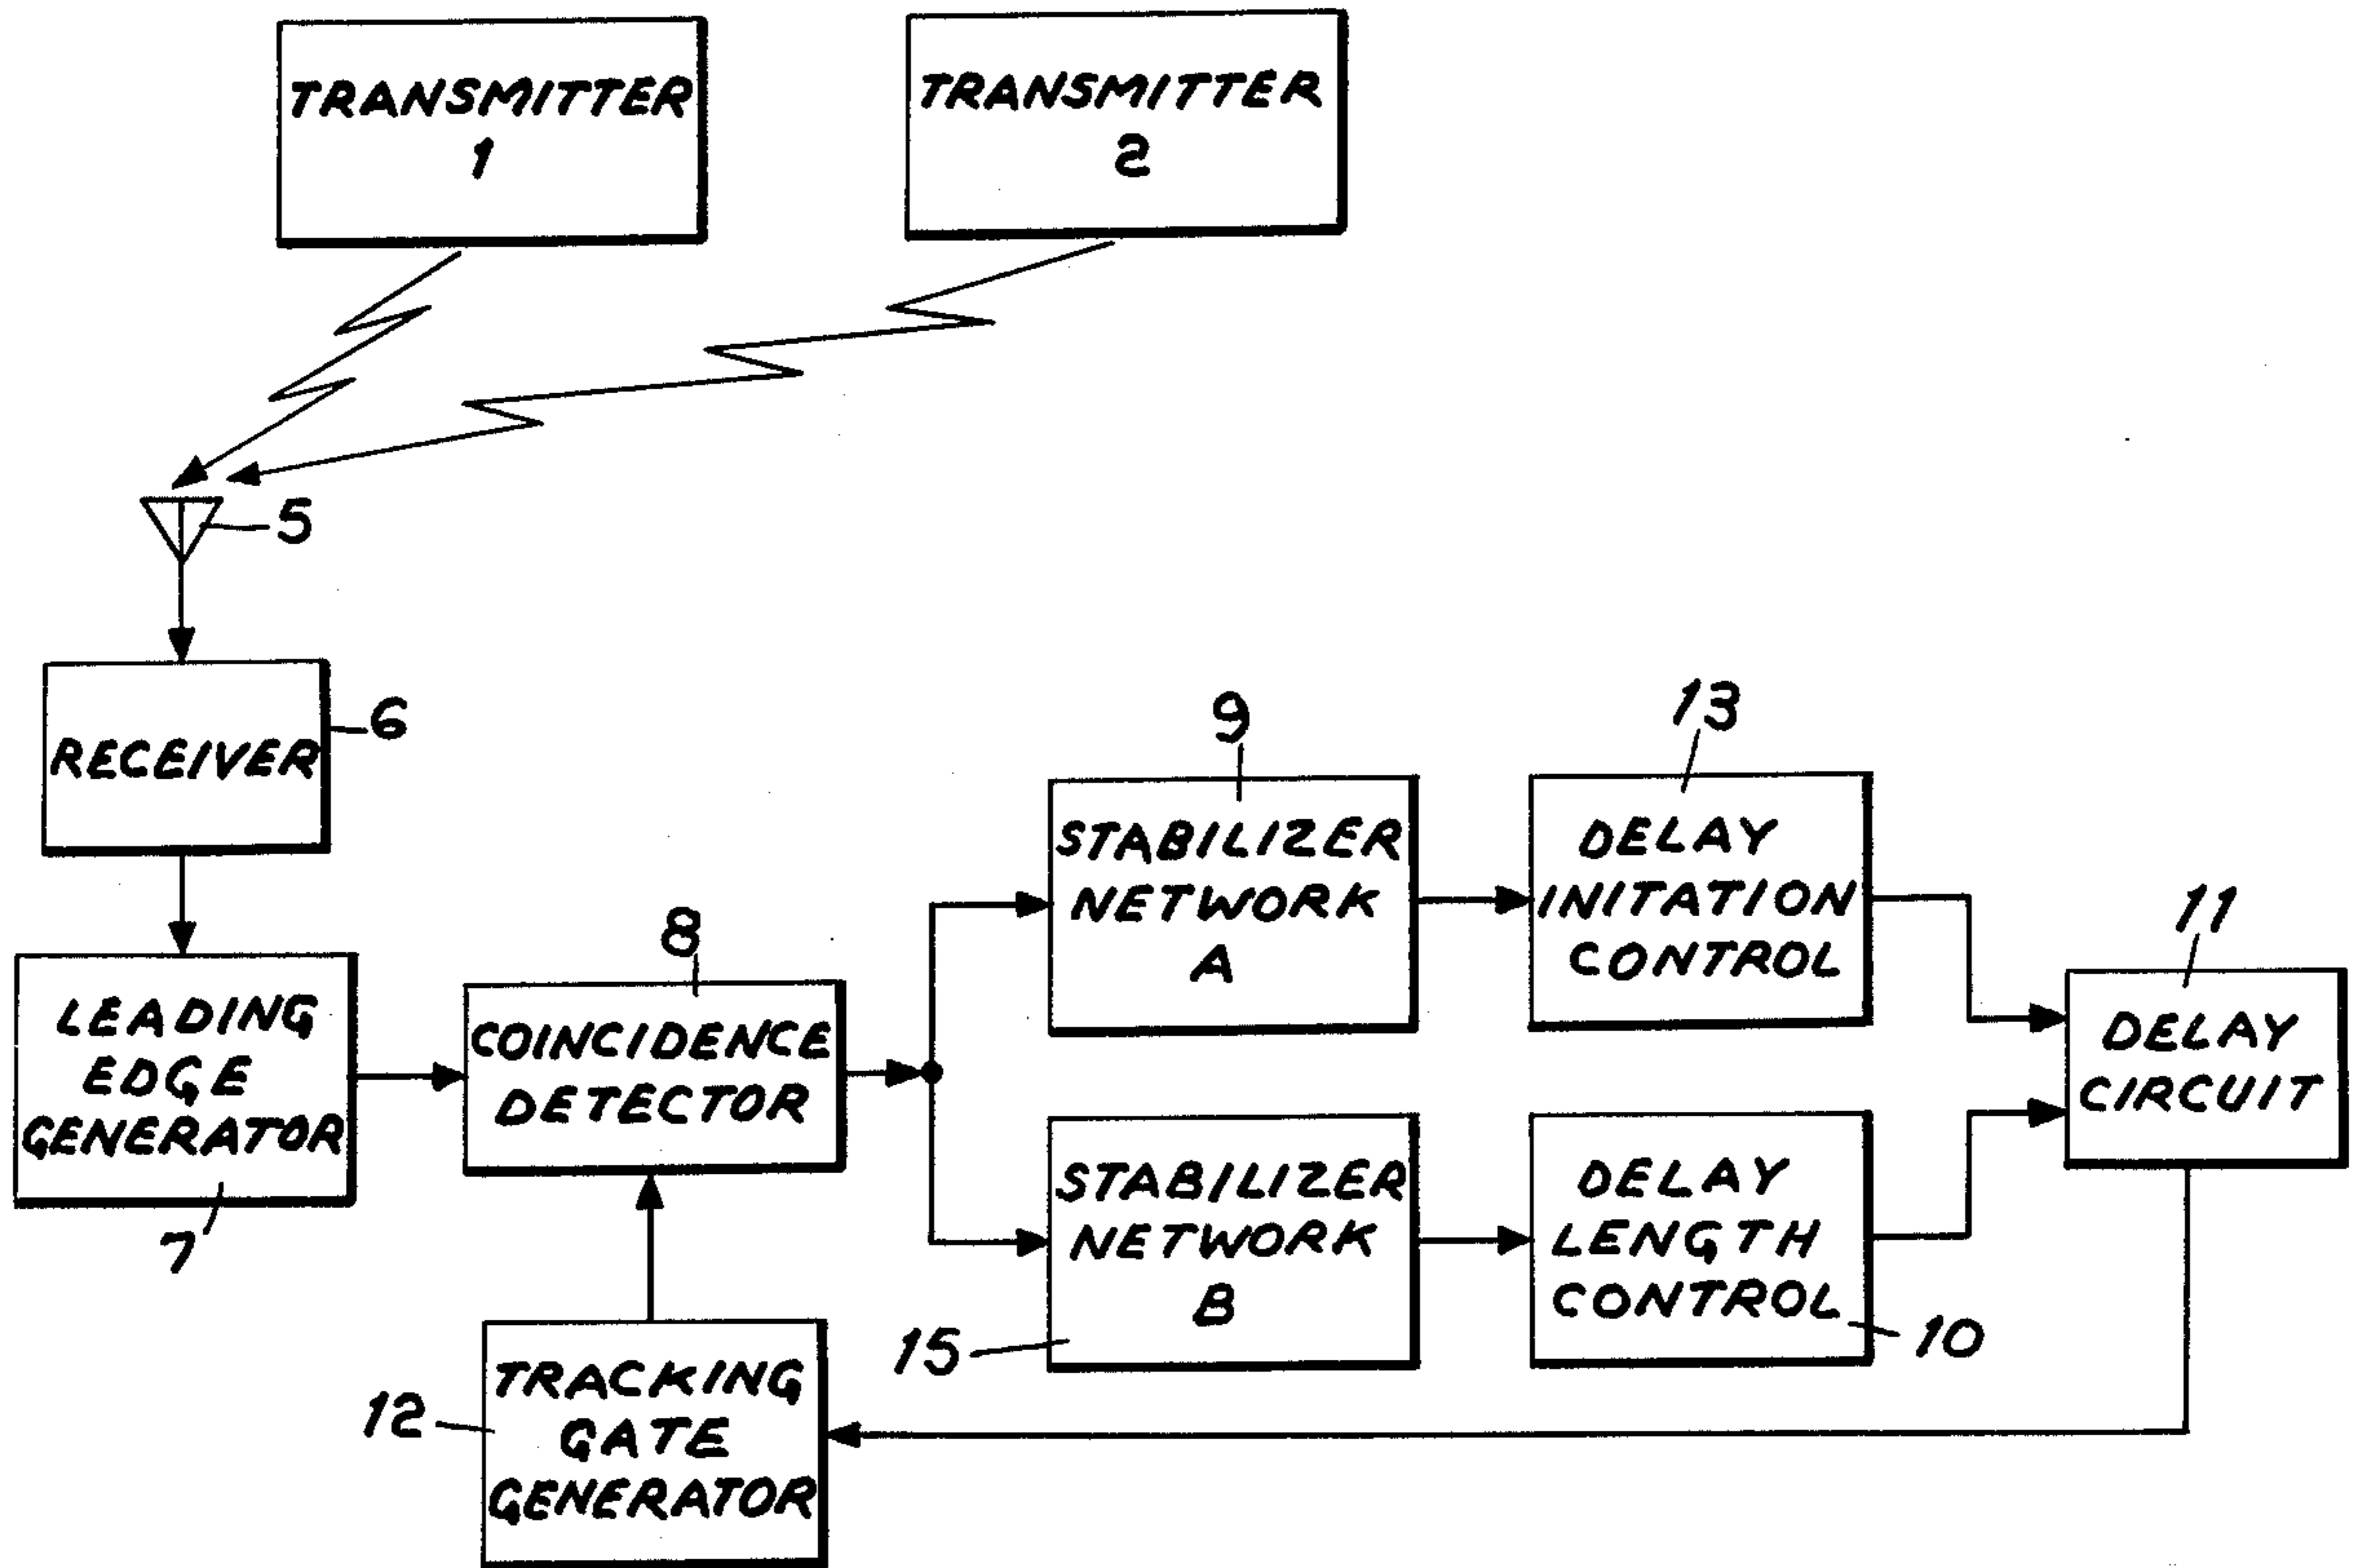 TRANSMITTER
1
TRANSMITTER
2
5
RECEIVER
6
LEADING
EDGE
GENERATOR
7
8
COINCIDENCE
DETECTOR
9
STABILIZER
NETWORK
A
13
DELAY
INITATION
CONTROL
11
DELAY
CIRCUIT
STABILIZER
NETWORK
B
15
DELAY
LENGTH
CONTROL
10
12
TRACKING
GATE
GENERATOR